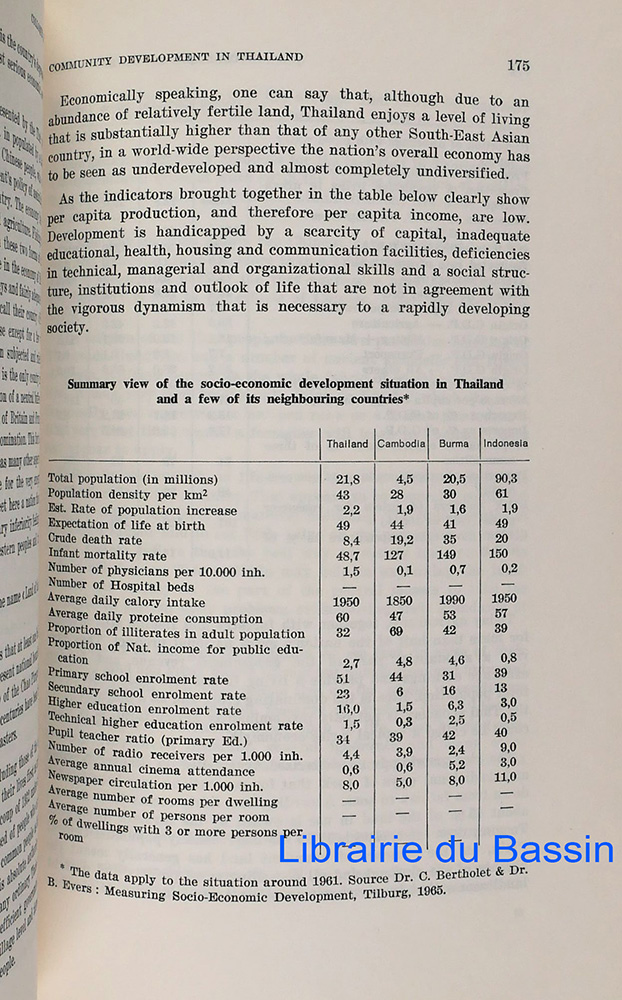 COMMUNITY DEVELOPMENT IN THAILAND 175
Economically speaking, one can say that, although due to an
abundance of relatively fertile land, Thailand enjoys a level of living
that is substantially higher than that of any other South-East Asian
country, in a world-wide perspective the nation's overall economy has
to be seen as underdeveloped and almost completely undiversified.
As the indicators brought together in the table below clearly show
per capita production, and therefore per capita income, are low.
Development is handicapped by a scarcity of capital, inadequate
educational, health, housing and communication facilities, deficiencies
in technical, managerial and organizational skills and a social struc-
ture, institutions and outlook of life that are not in agreement with
the vigorous dynamism that is necessary to a rapidly developing
society.
Summary view of the socio-economic development situation in Thailand
and a few of its neighbouring countries*
Thailand Cambodia Burma Indonesia
Total population (in millions) 21,8 4,5 20,5 90,3
Population density per km2 43 28 30 61
Est. Rate of population increase 2,2 1,9 1,6 1,9
Expectation of life at birth 49 44 41 49
Crude death rate 8,4 19,2 35 20
Infant mortality rate 48,7 127 149 150
Number of physicians per 10.000 inh. 1,5 0,1 0,7 0,2
Number of Hospital beds — — — —
Average daily calory intake 1950 1850 1990 1950
Average daily proteine consumption 60 47 53 57
Proportion of illiterates in adult population 32 69 42 39
Proportion of Nat. income for public edu-
cation 2,7 4,8 4,6 0,8
Primary school enrolment rate 51 44 31 39
Secundary school enrolment rate 23 6 16 13
Higher education enrolment rate 16,0 1,5 6,3 3,0
Technical higher education enrolment rate 1,5 0,3 2,5 0,5
Pupil teacher ratio (primary Ed.) 34 39 42 40
Number of radio receivers per 1.000 inh. 4,4 3,9 2,4 9,0
Average annual cinema attendance 0,6 0,6 5,2 3,0
Newspaper circulation per 1.000 inh. 8,0 5,0 8,0 11,0
Average number of rooms per dwelling — — — —
Average number of persons per room — — — —
% of dwellings with 3 or more persons per
room
Librairie du Bassin
* The data apply to the situation around 1961. Source Dr. C. Bertholet & Dr.
B. Evers : Measuring Socio-Economic Development, Tilburg, 1965.